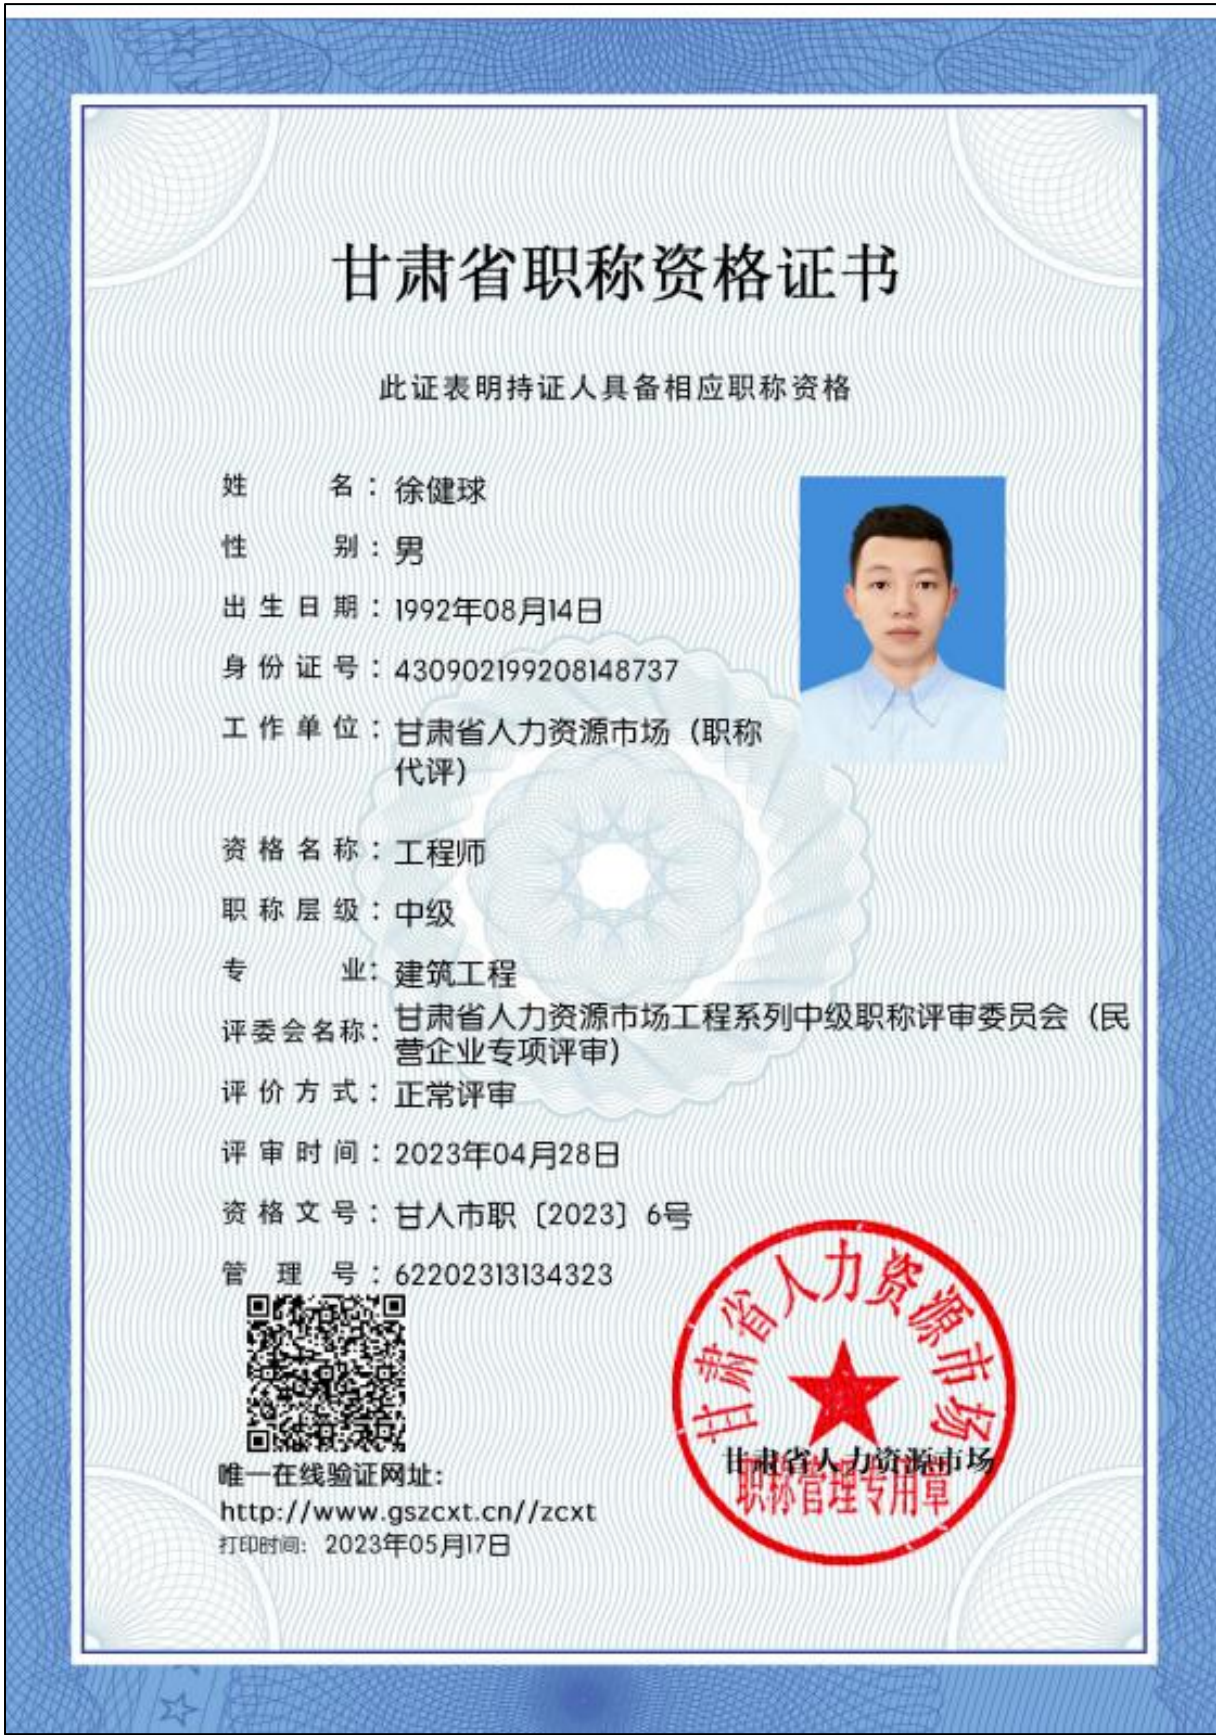 甘肃省职称资格证书
此证表明持证人具备相应职称资格
姓 名：徐健球
性 别：男
出生日期：1992年08月14日
身份证号：430902199208148737
工作单位：甘肃省人力资源市场（职称
代评）
资格名称：工程师
职称层级：中级
专 业：建筑工程
评委会名称：甘肃省人力资源市场工程系列中级职称评审委员会（民
营企业专项评审）
评价方式：正常评审
评审时间：2023年04月28日
资格文号：甘人市职〔2023〕6号
管 理 号：62202313134323
甘肃省人力资源市场
甘肃省人力资源市场
职称管理专用章
唯一在线验证网址：
http://www.gszcxt.cn//zcxt
打印时间：2023年05月17日